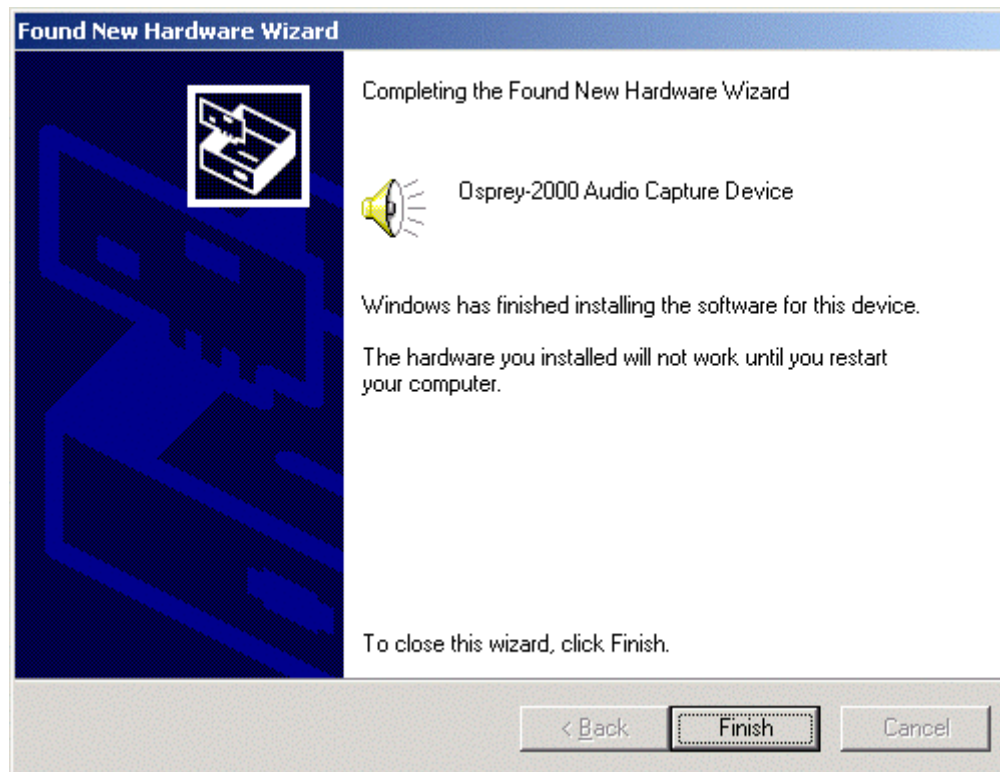 Found New Hardware Wizard
Completing the Found New Hardware Wizard
Osprey-2000 Audio Capture Device
Windows has finished installing the software for this device.
The hardware you installed will not work until you restart
your computer.
To close this wizard, click Finish.
< Back Finish Cancel